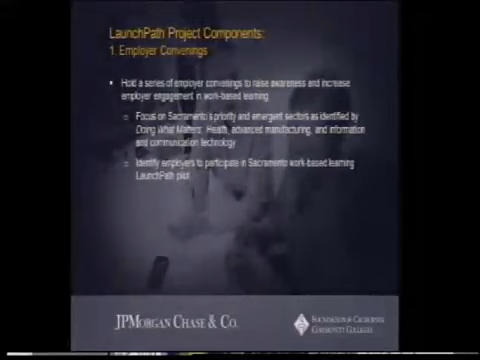 LaunchPath Project Components:
1. Employer Convenings
• Hold a series of employer convenings to raise awareness and increase
employer engagement in work-based learning
o Focus on Sacramento's priority and emergent sectors as identified by
Doing What Matters: Health, advanced manufacturing, and information
and communication technology
o Identify employers to participate in Sacramento work-based learning
LaunchPath pilot
JPMORGAN CHASE & CO.
FOUNDATION for CALIFORNIA
COMMUNITY COLLEGES